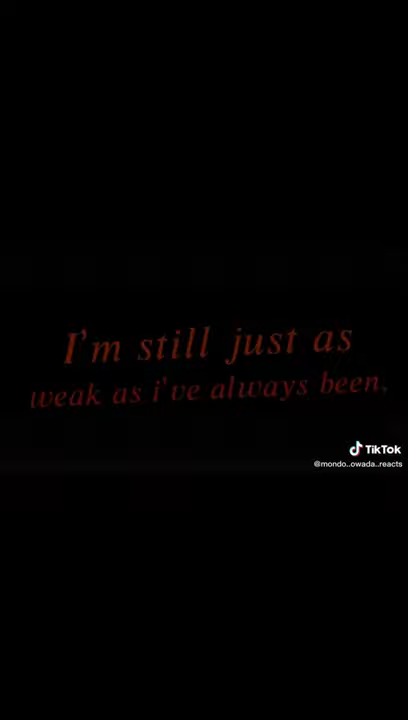 I'm still just as
weak as i've always been.
TikTok
@mondo..owada..reacts